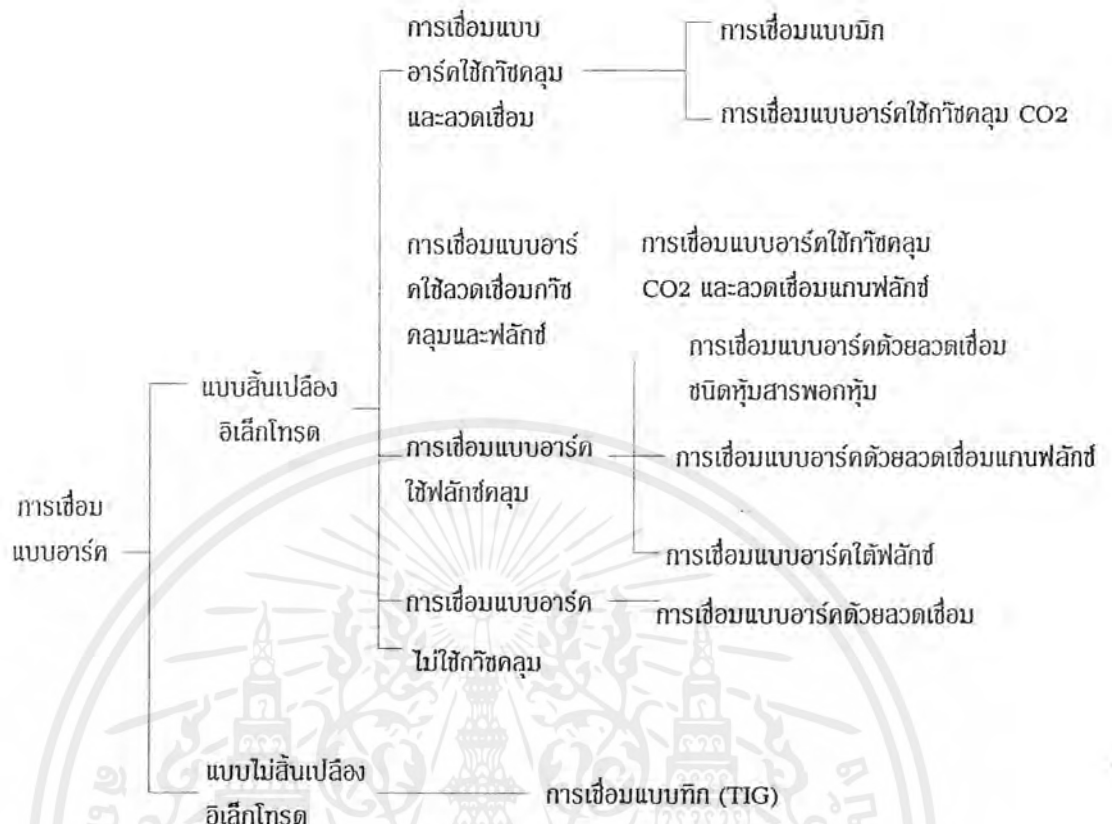 การเชื่อมแบบ
อาร์คใช้ก๊าซคลุม
และลวดเชื่อม
การเชื่อมแบบมิก
การเชื่อมแบบอาร์คใช้ก๊าซคลุม CO2
การเชื่อมแบบอาร์
คใช้ลวดเชื่อมก๊าซ
คลุมและฟลักซ์
การเชื่อมแบบอาร์คใช้ก๊าซคลุม
CO2 และลวดเชื่อมแกนฟลักซ์
การเชื่อมแบบอาร์คด้วยลวดเชื่อม
ชนิดหุ้มสารพอกหุ้ม
แบบสิ้นเปลือง
อิเล็กโทรด
การเชื่อมแบบอาร์ค
ใช้ฟลักซ์คลุม
การเชื่อมแบบอาร์คด้วยลวดเชื่อมแกนฟลักซ์
การเชื่อม
แบบอาร์ค
การเชื่อมแบบอาร์คใต้ฟลักซ์
การเชื่อมแบบอาร์ค
ไม่ใช้ก๊าซคลุม
การเชื่อมแบบอาร์คด้วยลวดเชื่อม
แบบไม่สิ้นเปลือง
อิเล็กโทรด
การเชื่อมแบบทิก (TIG)